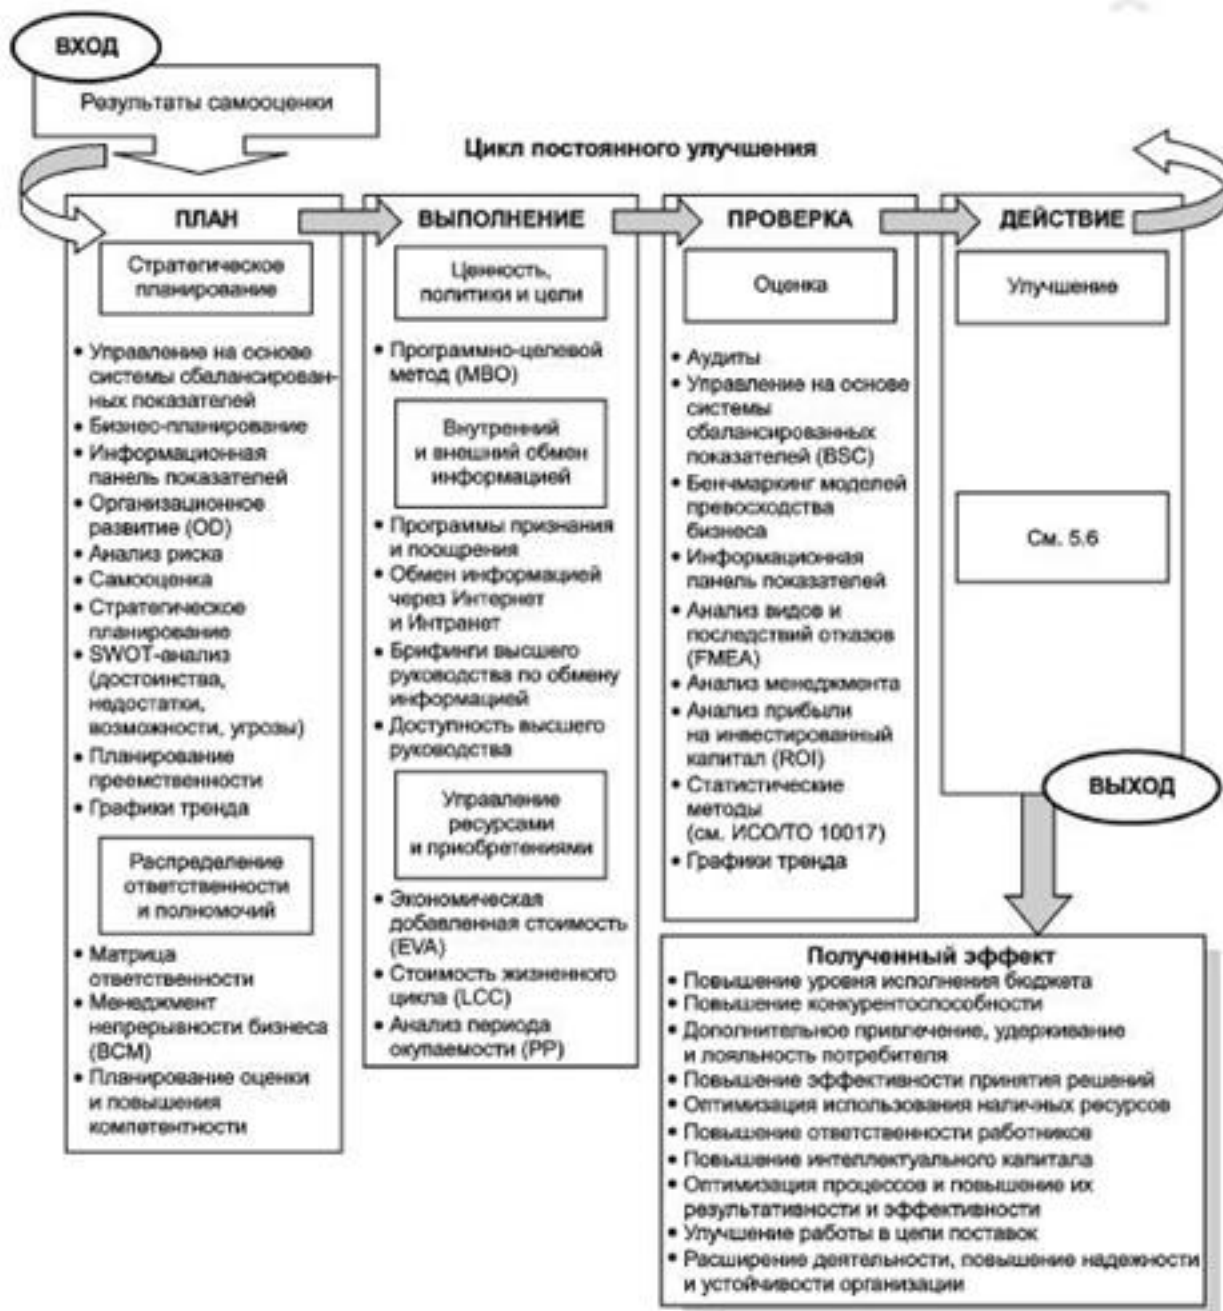 ВХОД
Результаты самооценки
Цикл постоянного улучшения
ПЛАН
Стратегическое
планирование
• Управление на основе
системы сбалансирован-
ных показателей
• Бизнес-планирование
• Информационная
панель показателей
• Организационное
развитие (OD)
• Анализ риска
• Самооценка
• Стратегическое
планирование
• SWOT-анализ
(достоинства,
недостатки,
возможности, угрозы)
• Планирование
преемственности
• Графики тренда
Распределение
ответственности
и полномочий
• Матрица
ответственности
• Менеджмент
непрерывности бизнеса
(BCM)
• Планирование оценки
и повышения
компетентности
ВЫПОЛНЕНИЕ
Ценность,
политики и цели
• Программно-целевой
метод (MBO)
Внутренний
и внешний обмен
информацией
• Программы признания
и поощрения
• Обмен информацией
через Интернет
и Интранет
• Брифинги высшего
руководства по обмену
информацией
• Доступность высшего
руководства
Управление
ресурсами
и приобретениями
• Экономическая
добавленная стоимость
(EVA)
• Стоимость жизненного
цикла (LCC)
• Анализ периода
окупаемости (PP)
ПРОВЕРКА
Оценка
• Аудиты
• Управление на основе
системы
сбалансированных
показателей (BSC)
• Бенчмаркинг моделей
превосходства
бизнеса
• Информационная
панель показателей
• Анализ видов и
последствий отказов
(FMEA)
• Анализ менеджмента
• Анализ прибыли
на инвестированный
капитал (ROI)
• Статистические
методы
(см. ИСО/ТО 10017)
• Графики тренда
ДЕЙСТВИЕ
Улучшение
См. 5.6
ВЫХОД
Полученный эффект
• Повышение уровня исполнения бюджета
• Повышение конкурентоспособности
• Дополнительное привлечение, удерживание
и лояльность потребителя
• Повышение эффективности принятия решений
• Оптимизация использования наличных ресурсов
• Повышение ответственности работников
• Повышение интеллектуального капитала
• Оптимизация процессов и повышение их
результативности и эффективности
• Улучшение работы в цепи поставок
• Расширение деятельности, повышение надежности
и устойчивости организации